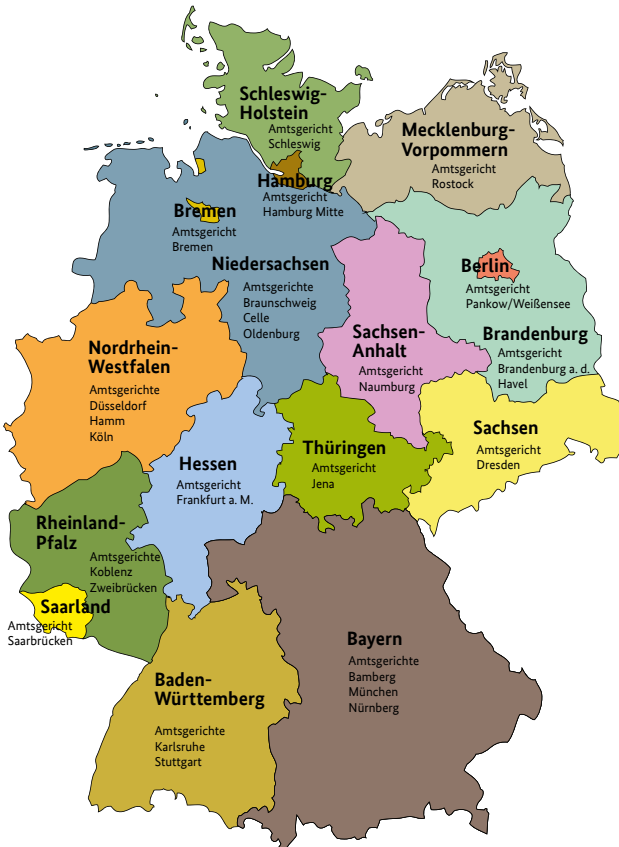 Schleswig-
Holstein
Amtsgericht
Schleswig
Mecklenburg-
Vorpommern
Amtsgericht
Rostock
Hamburg
Amtsgericht
Hamburg Mitte
Bremen
Amtsgericht
Bremen
Niedersachsen
Amtsgerichte
Braunschweig
Celle
Oldenburg
Berlin
Amtsgericht
Pankow/Weißensee
Brandenburg
Amtsgericht
Brandenburg a. d.
Havel
Sachsen-
Anhalt
Amtsgericht
Naumburg
Nordrhein-
Westfalen
Amtsgerichte
Düsseldorf
Hamm
Köln
Sachsen
Amtsgericht
Dresden
Thüringen
Amtsgericht
Jena
Hessen
Amtsgericht
Frankfurt a. M.
Rheinland-
Pfalz
Amtsgerichte
Koblenz
Zweibrücken
Saarland
Amtsgericht
Saarbrücken
Bayern
Amtsgerichte
Bamberg
München
Nürnberg
Baden-
Württemberg
Amtsgerichte
Karlsruhe
Stuttgart